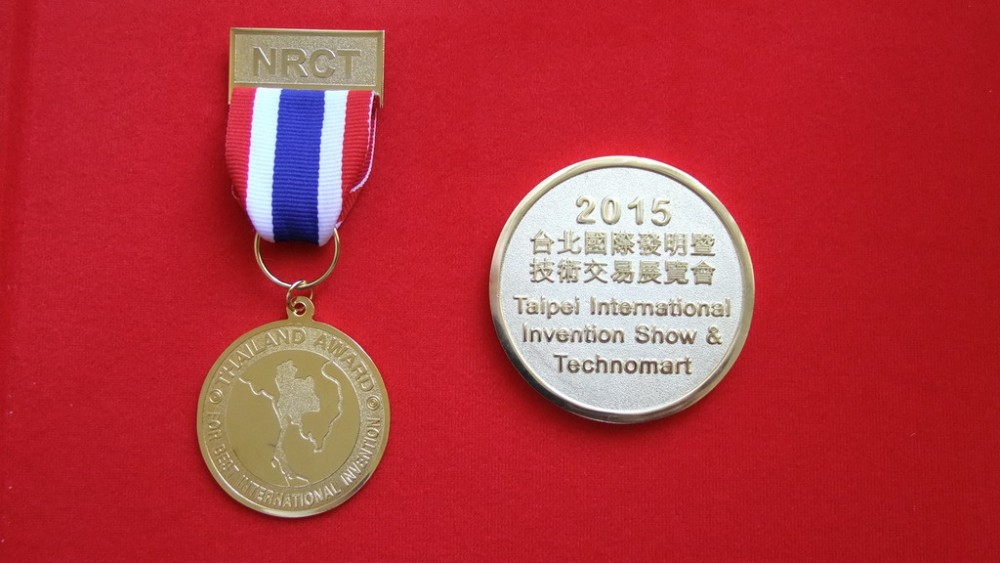 NRCT
THAILAND AWARD
FOR BEST INTERNATIONAL INVENTION
2015
台北國際發明暨
技術交易展覽會
Taipei International
Invention Show &
Technomart